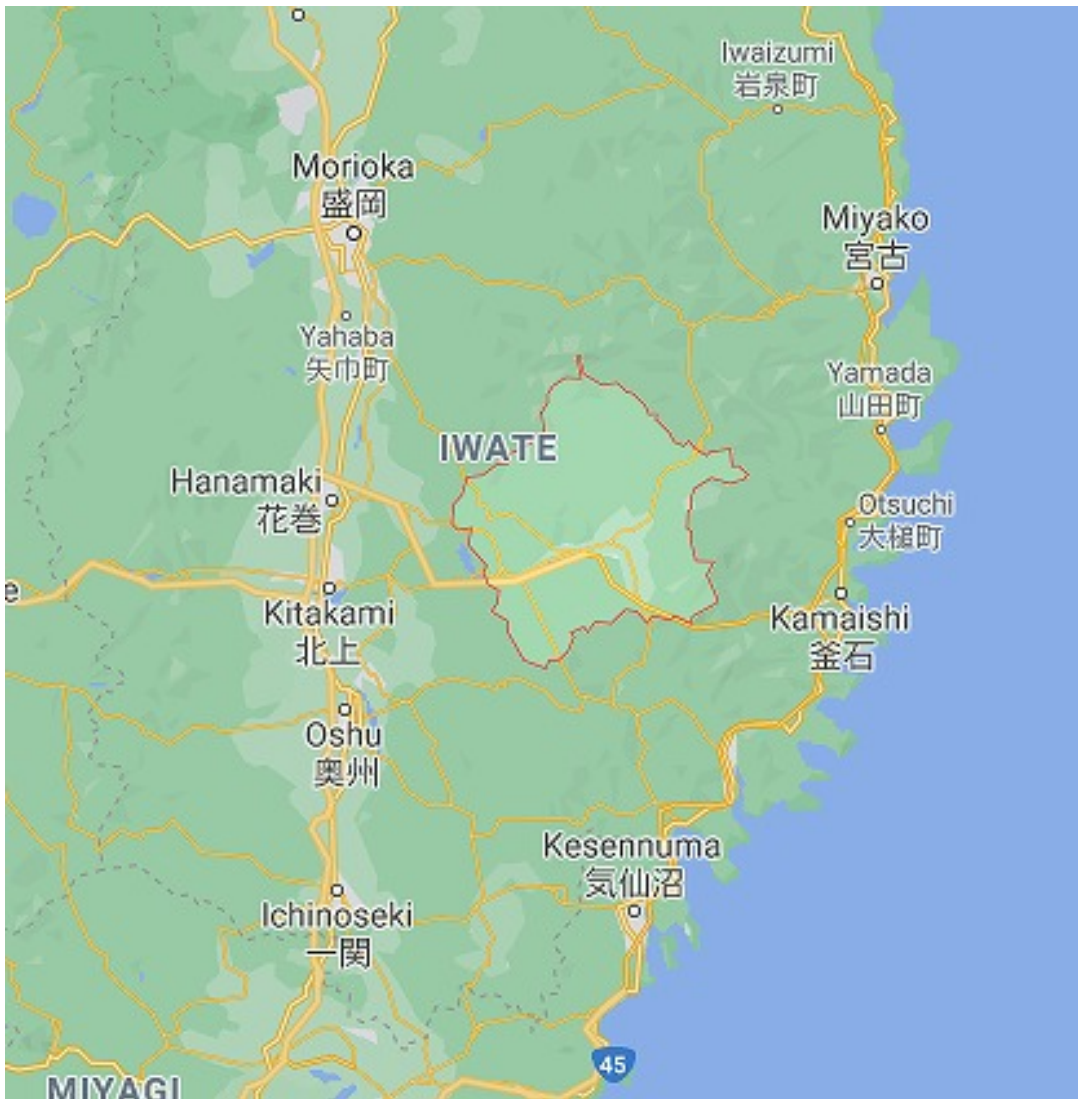 Iwaizumi
岩泉町
Morioka
盛岡
Miyako
宮古
Yahaba
矢巾町
Yamada
山田町
IWATE
Hanamaki
花巻
Otsuchi
大槌町
e
Kitakami
北上
Kamaishi
釜石
Oshu
奥州
Kesennuma
気仙沼
Ichinoseki
一関
45
MIYAGI